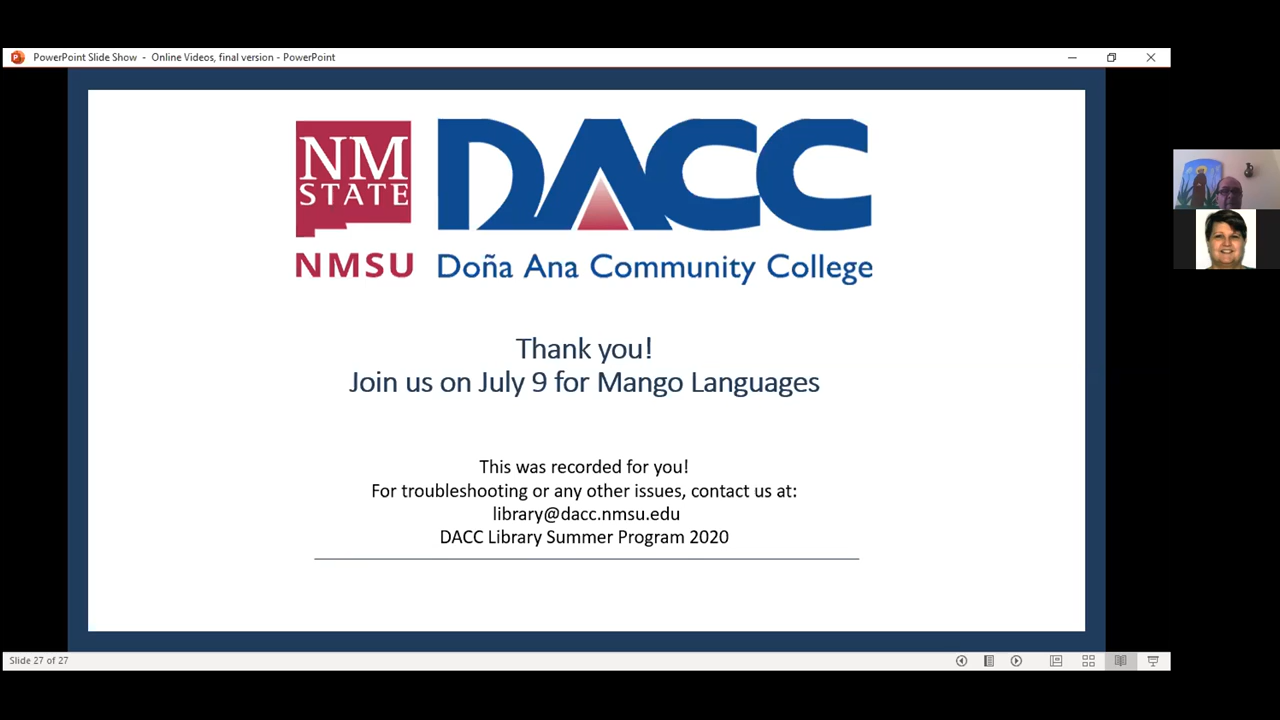 PowerPoint Slide Show - Online Videos, final version - PowerPoint
NM
STATE
NMSU
DACC
Doña Ana Community College
Thank you!
Join us on July 9 for Mango Languages
This was recorded for you!
For troubleshooting or any other issues, contact us at:
library@dacc.nmsu.edu
DACC Library Summer Program 2020
Slide 27 of 27